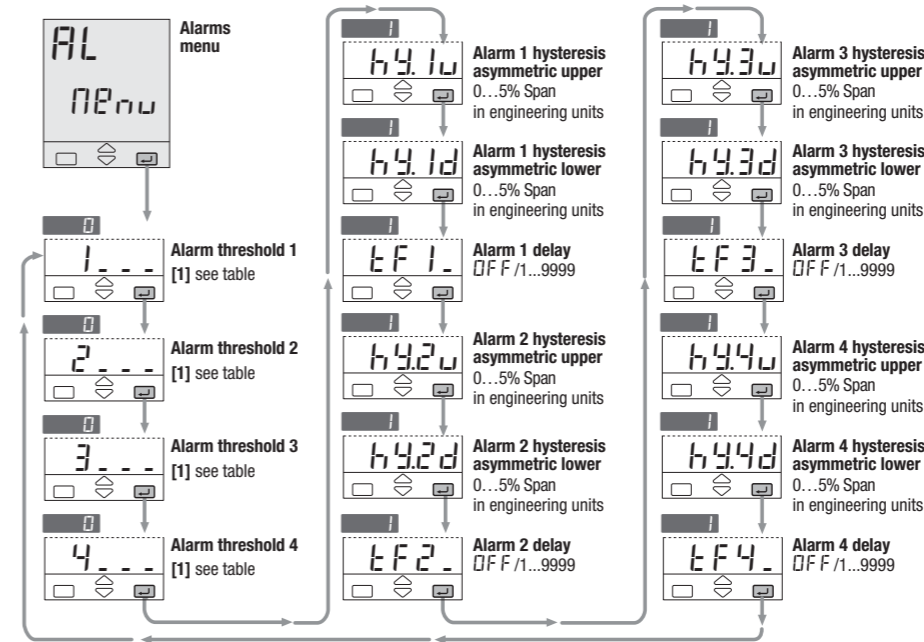 AL
MEnu
Alarms
menu
0
1_ _ _
Alarm threshold 1
[1] see table
0
2_ _ _
Alarm threshold 2
[1] see table
0
3_ _ _
Alarm threshold 3
[1] see table
0
4_ _ _
Alarm threshold 4
[1] see table
1
hy.1u
Alarm 1 hysteresis
asymmetric upper
0…5% Span
in engineering units
1
hy.1d
Alarm 1 hysteresis
asymmetric lower
0…5% Span
in engineering units
1
tF1_
Alarm 1 delay
OFF/1...9999
1
hy.2u
Alarm 2 hysteresis
asymmetric upper
0…5% Span
in engineering units
1
hy.2d
Alarm 2 hysteresis
asymmetric lower
0…5% Span
in engineering units
1
tF2_
Alarm 2 delay
OFF/1...9999
1
hy.3u
Alarm 3 hysteresis
asymmetric upper
0…5% Span
in engineering units
1
hy.3d
Alarm 3 hysteresis
asymmetric lower
0…5% Span
in engineering units
1
tF3_
Alarm 3 delay
OFF/1...9999
1
hy.4u
Alarm 4 hysteresis
asymmetric upper
0…5% Span
in engineering units
1
hy.4d
Alarm 4 hysteresis
asymmetric lower
0…5% Span
in engineering units
1
tF4_
Alarm 4 delay
OFF/1...9999